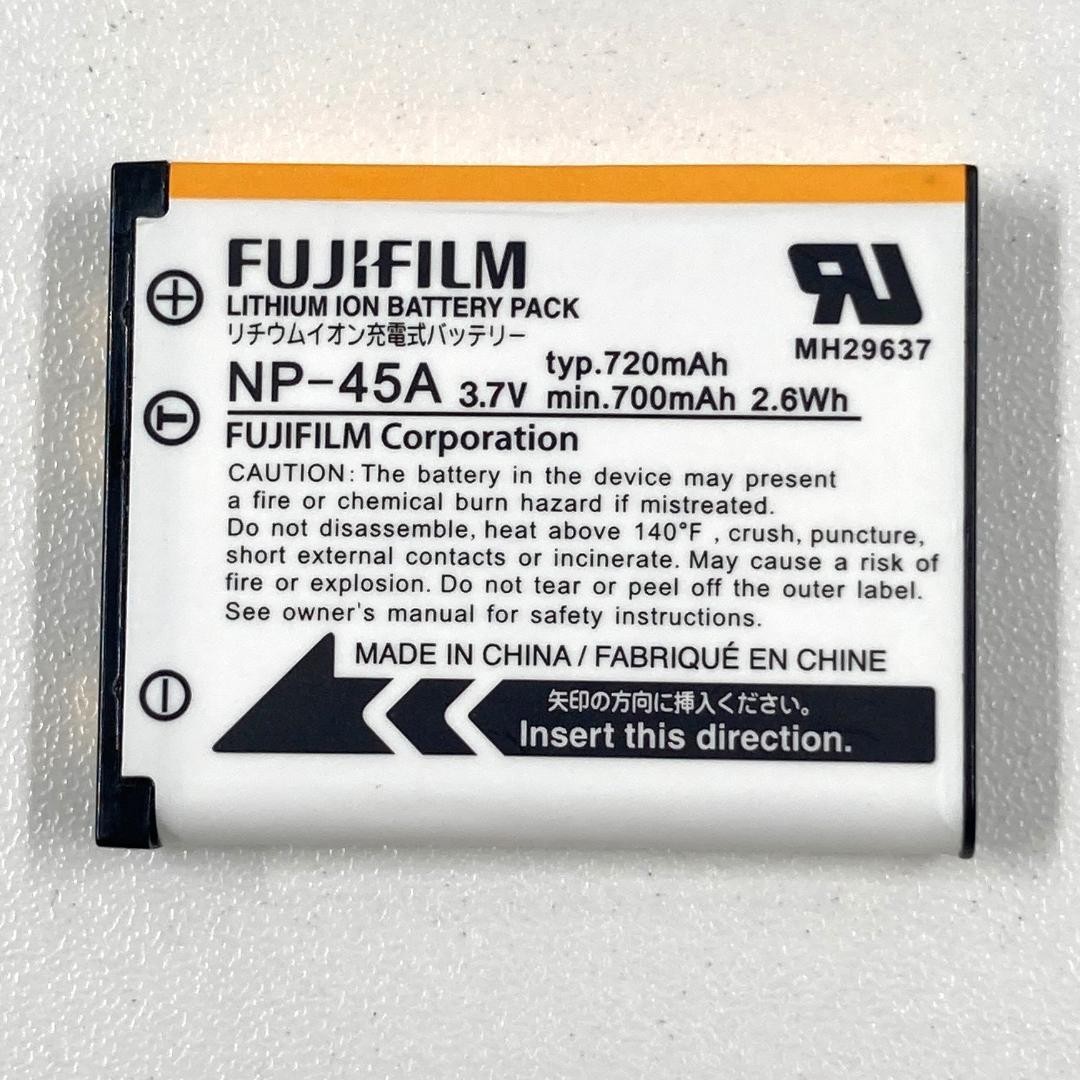 FUJIFILM
LITHIUM ION BATTERY PACK
リチウムイオン充電式バッテリー
MH29637
NP-45A 3.7V typ.720mAh
min.700mAh 2.6Wh
T
FUJIFILM Corporation
CAUTION: The battery in the device may present
a fire or chemical burn hazard if mistreated.
Do not disassemble, heat above 140°F , crush, puncture,
short external contacts or incinerate. May cause a risk of
fire or explosion. Do not tear or peel off the outer label.
See owner's manual for safety instructions.
MADE IN CHINA / FABRIQUÉ EN CHINE
矢印の方向に挿入ください。
Insert this direction.